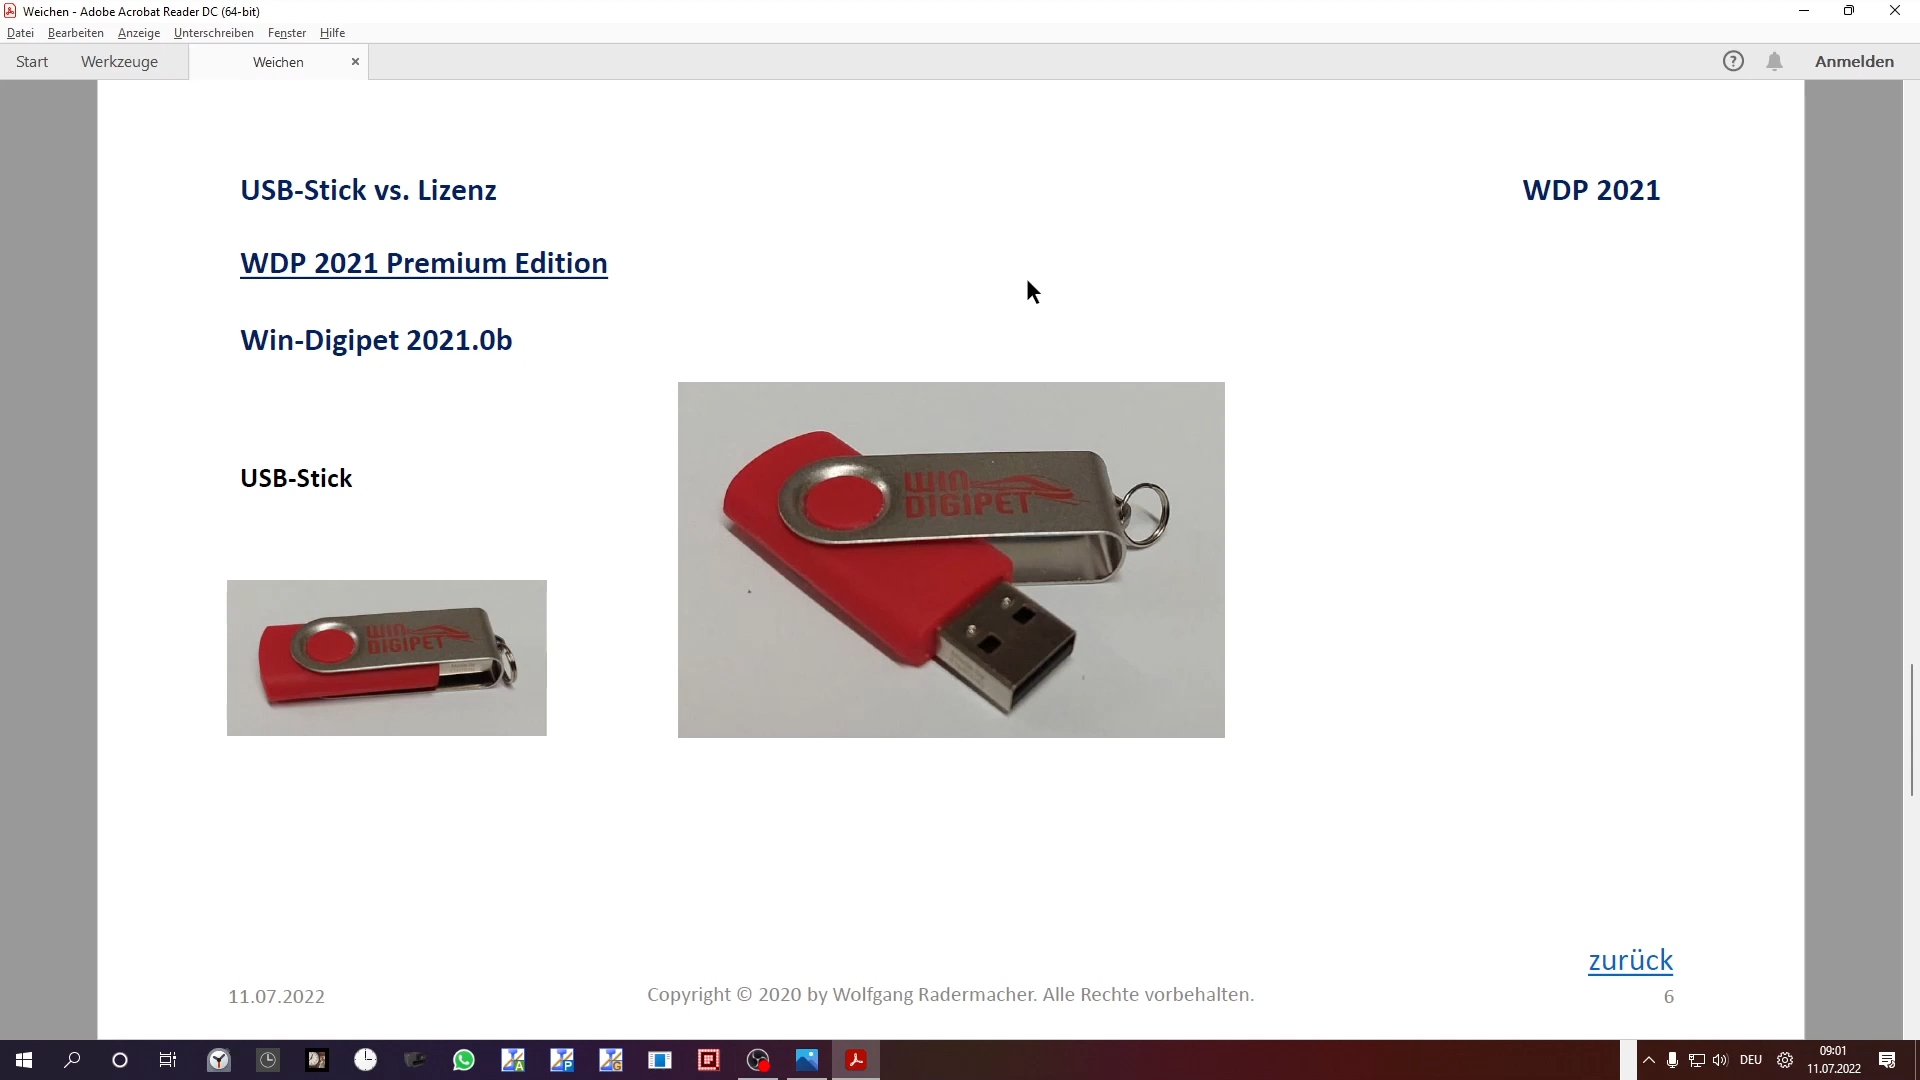 Weichen - Adobe Acrobat Reader DC (64-bit)
Datei Bearbeiten Anzeige Unterschreiben Fenster Hilfe
Start Werkzeuge Weichen × ? Anmelden
USB-Stick vs. Lizenz WDP 2021
WDP 2021 Premium Edition
Win-Digipet 2021.0b
USB-Stick
WIN
DIGIPET
WIN
DIGIPET
zurück
11.07.2022 Copyright © 2020 by Wolfgang Radermacher. Alle Rechte vorbehalten. 6
DEU 09:01
11.07.2022